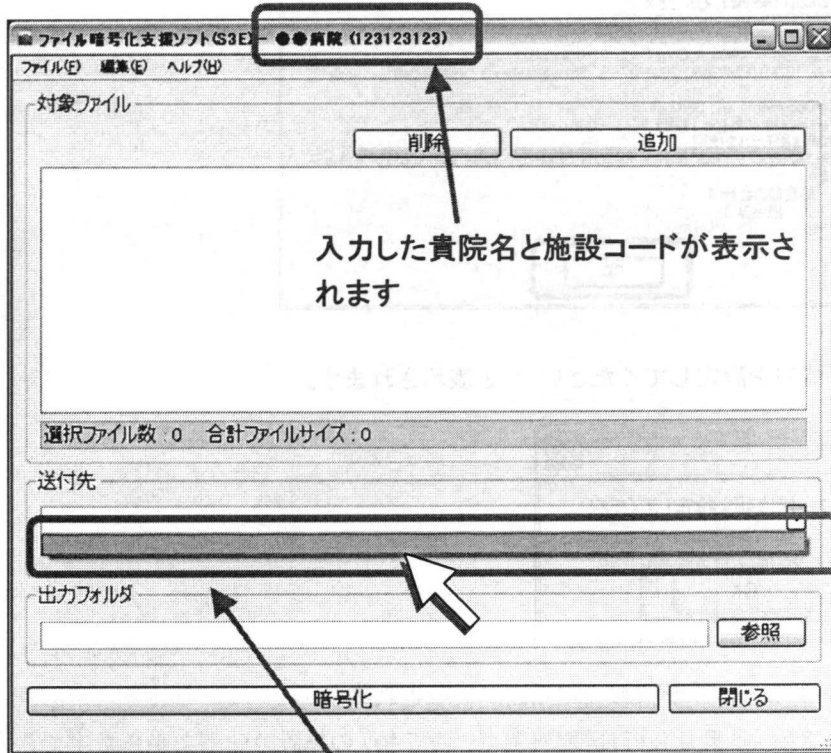 ファイル暗号化支援ソフト(S3E) - ●●病院 (123123123)
ファイル(F) 編集(E) ヘルプ(H)
対象ファイル
削除 追加
入力した貴院名と施設コードが表示さ
れます
選択ファイル数:0 合計ファイルサイズ:0
送付先
出力フォルダ
参照
暗号化 閉じる